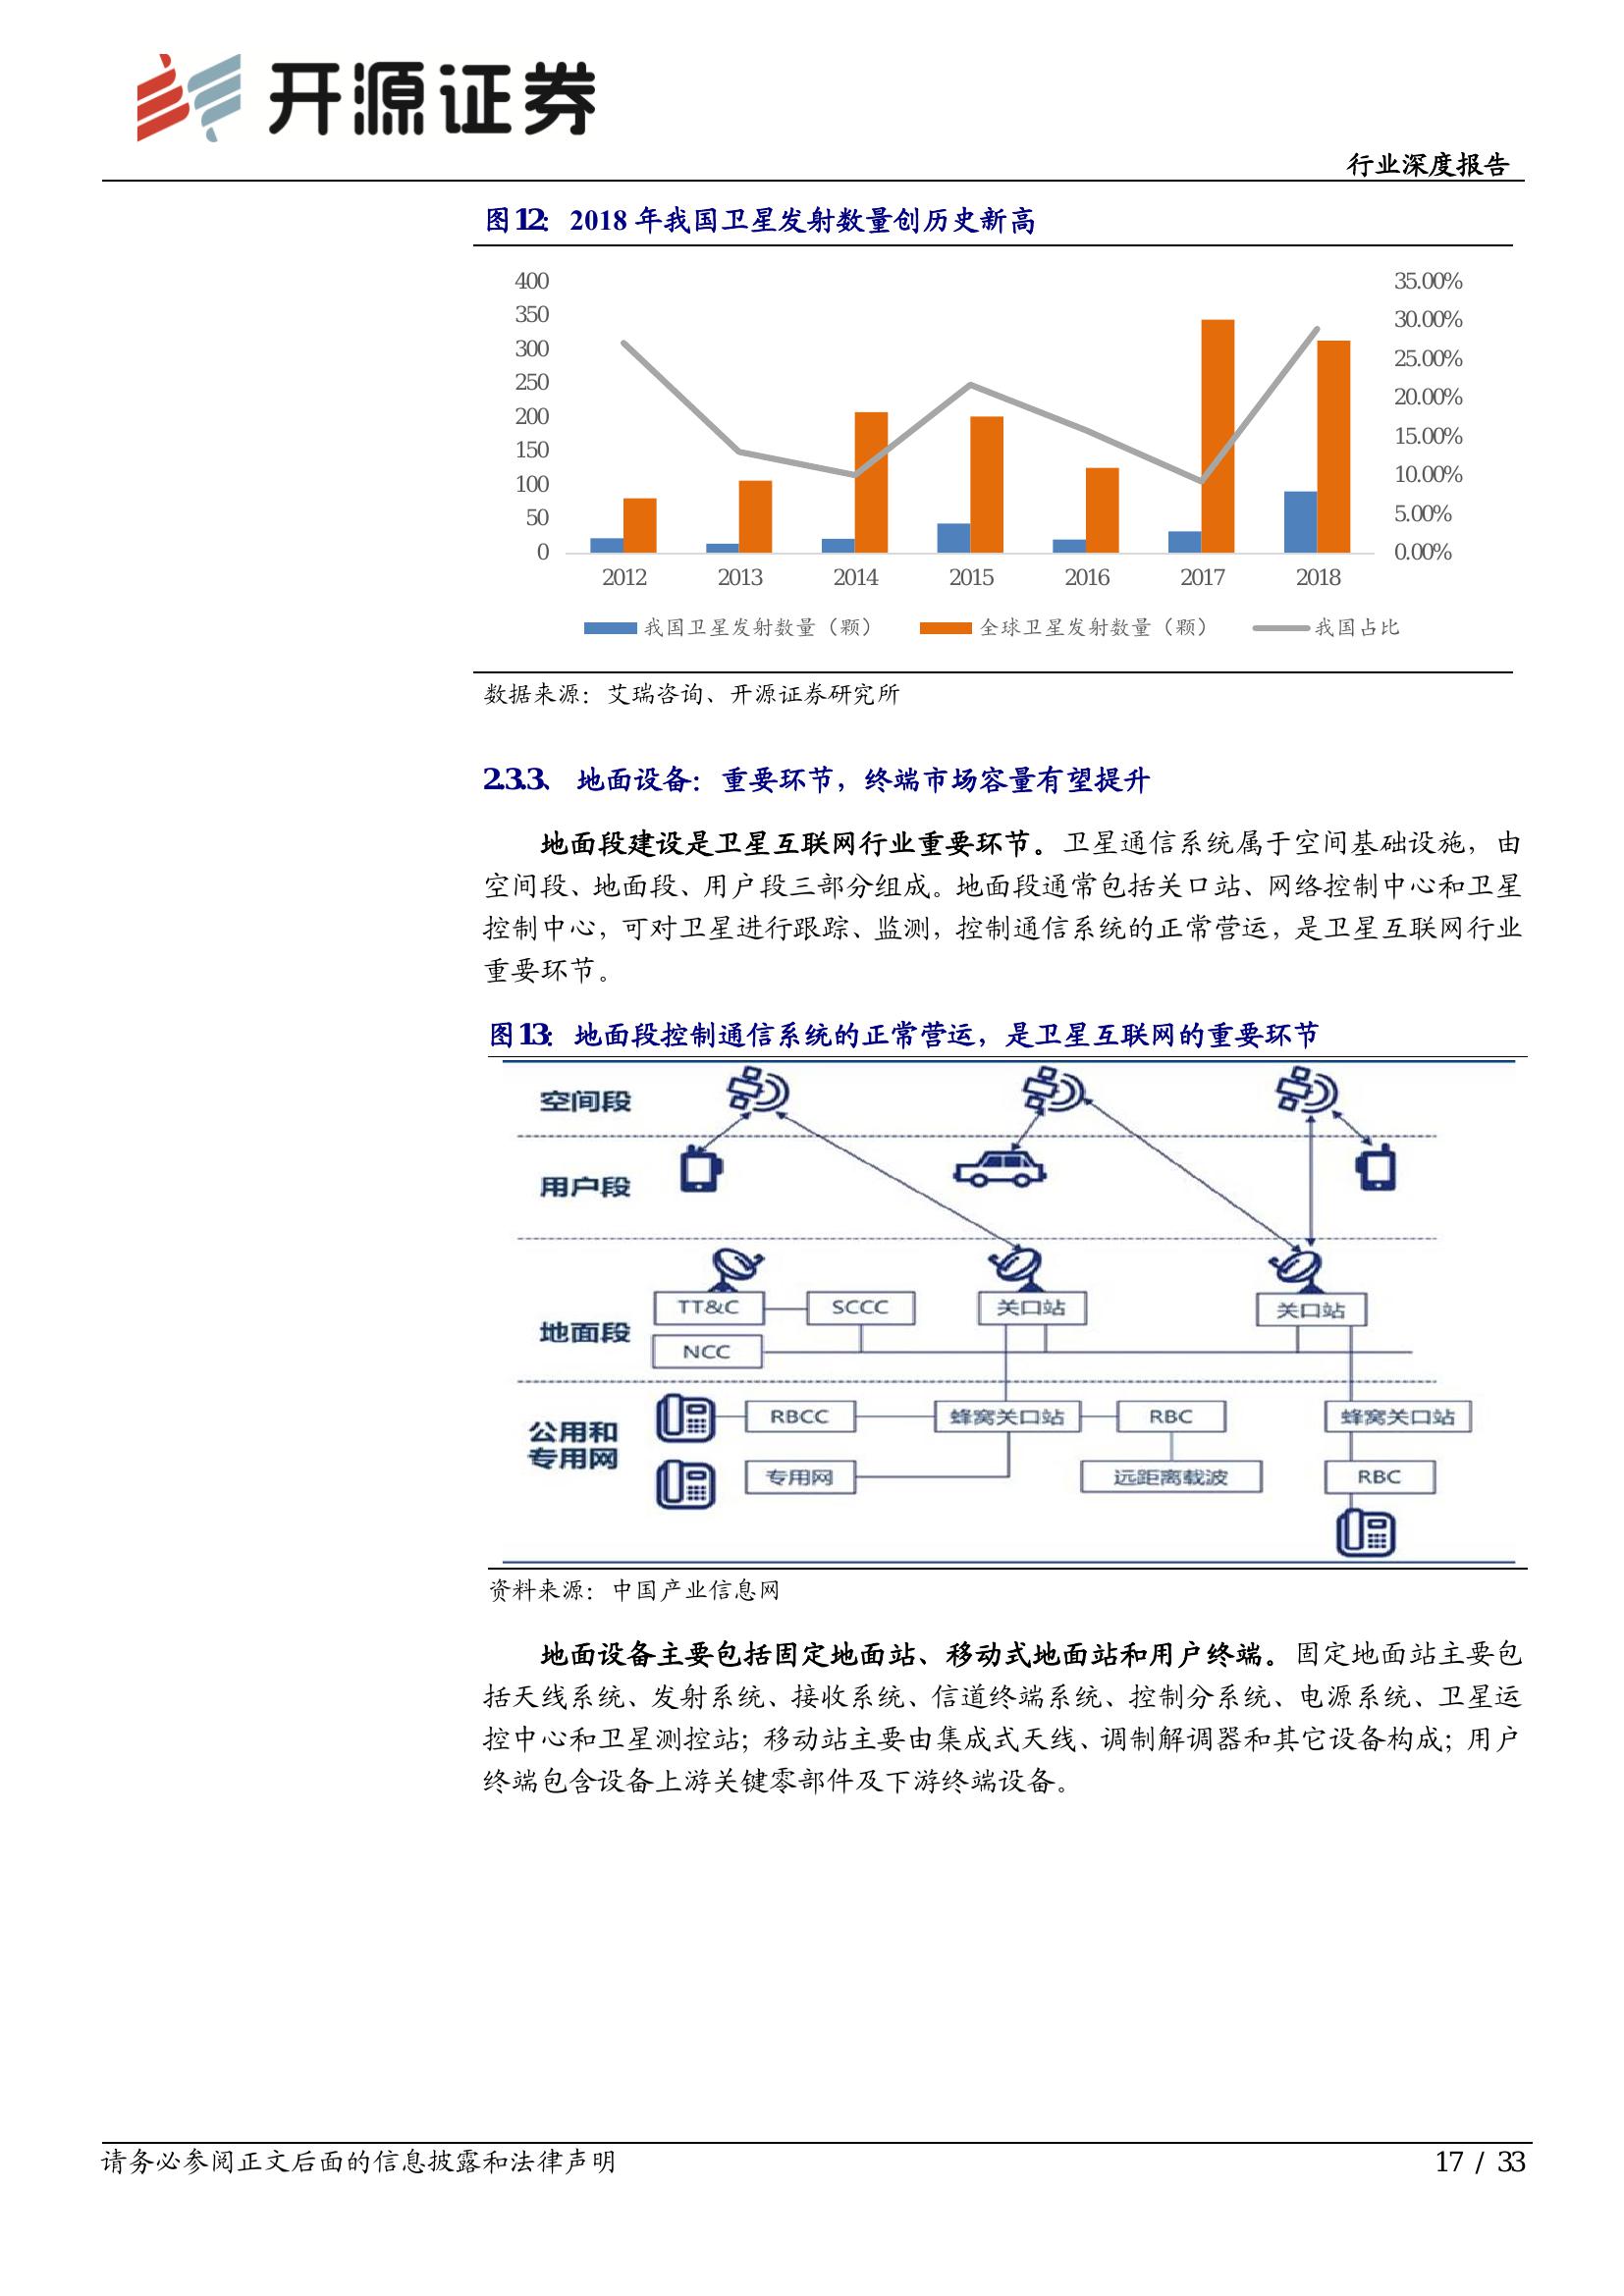 开源证券
行业深度报告
图12：2018 年我国卫星发射数量创历史新高
400
350
300
250
200
150
100
50
0
35.00%
30.00%
25.00%
20.00%
15.00%
10.00%
5.00%
0.00%
2012 2013 2014 2015 2016 2017 2018
我国卫星发射数量（颗） 全球卫星发射数量（颗） 我国占比
数据来源：艾瑞咨询、开源证券研究所
2.3.3、 地面设备：重要环节，终端市场容量有望提升
地面段建设是卫星互联网行业重要环节。卫星通信系统属于空间基础设施，由
空间段、地面段、用户段三部分组成。地面段通常包括关口站、网络控制中心和卫星
控制中心，可对卫星进行跟踪、监测，控制通信系统的正常营运，是卫星互联网行业
重要环节。
图13：地面段控制通信系统的正常营运，是卫星互联网的重要环节
空间段
用户段
地面段
TT&C SCCC 关口站 关口站
NCC
公用和
专用网
RBCC 蜂窝关口站 RBC 蜂窝关口站
专用网 远距离载波 RBC
资料来源：中国产业信息网
地面设备主要包括固定地面站、移动式地面站和用户终端。固定地面站主要包
括天线系统、发射系统、接收系统、信道终端系统、控制分系统、电源系统、卫星运
控中心和卫星测控站；移动站主要由集成式天线、调制解调器和其它设备构成；用户
终端包含设备上游关键零部件及下游终端设备。
请务必参阅正文后面的信息披露和法律声明
17 / 33